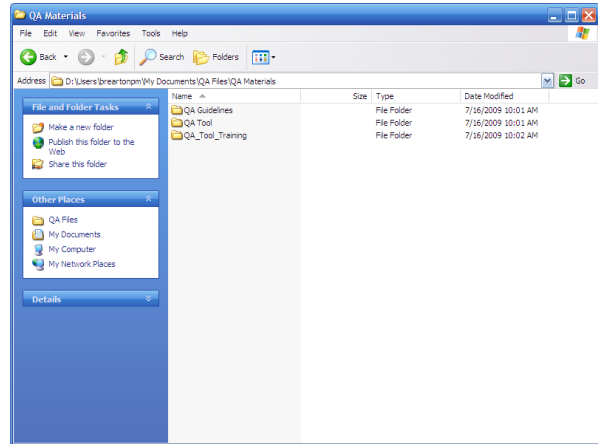 QA Materials
File Edit View Favorites Tools Help
Back Search Folders
Address D:\Users\preartonpm\My Documents\QA Files\QA Materials Go
Name Size Type Date Modified
QA Guidelines File Folder 7/16/2009 10:01 AM
QA Tool File Folder 7/16/2009 10:01 AM
QA_Tool_Training File Folder 7/16/2009 10:02 AM
File and Folder Tasks
Make a new folder
Publish this folder to the
Web
Share this folder
Other Places
QA Files
My Documents
My Computer
My Network Places
Details